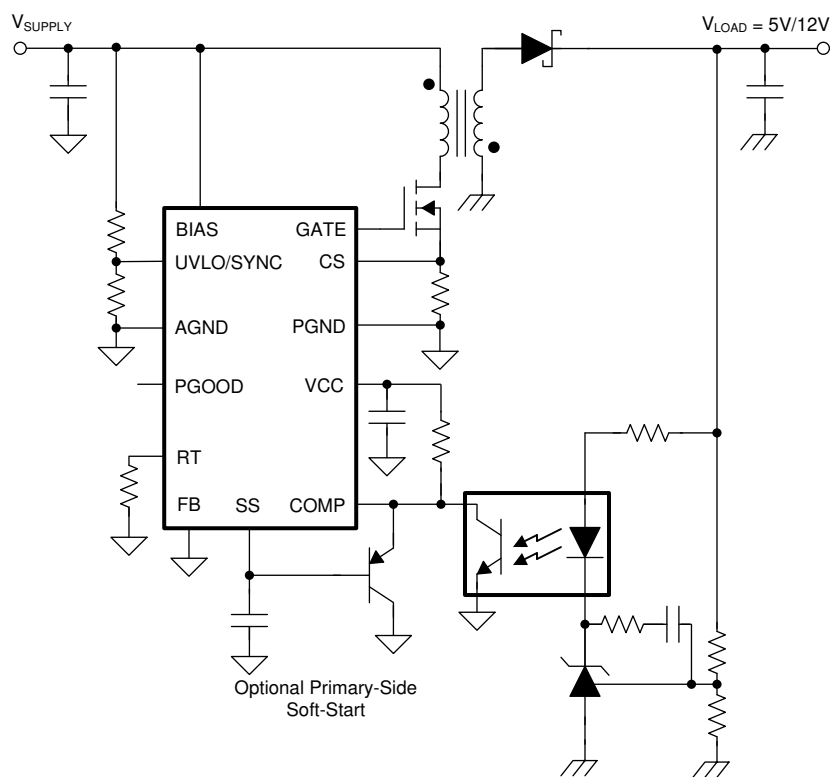 VSUPPLY
VLOAD = 5V/12V
BIAS
GATE
UVLO/SYNC
CS
AGND
PGND
PGOOD
VCC
RT
FB
SS
COMP
Optional Primary-Side
Soft-Start